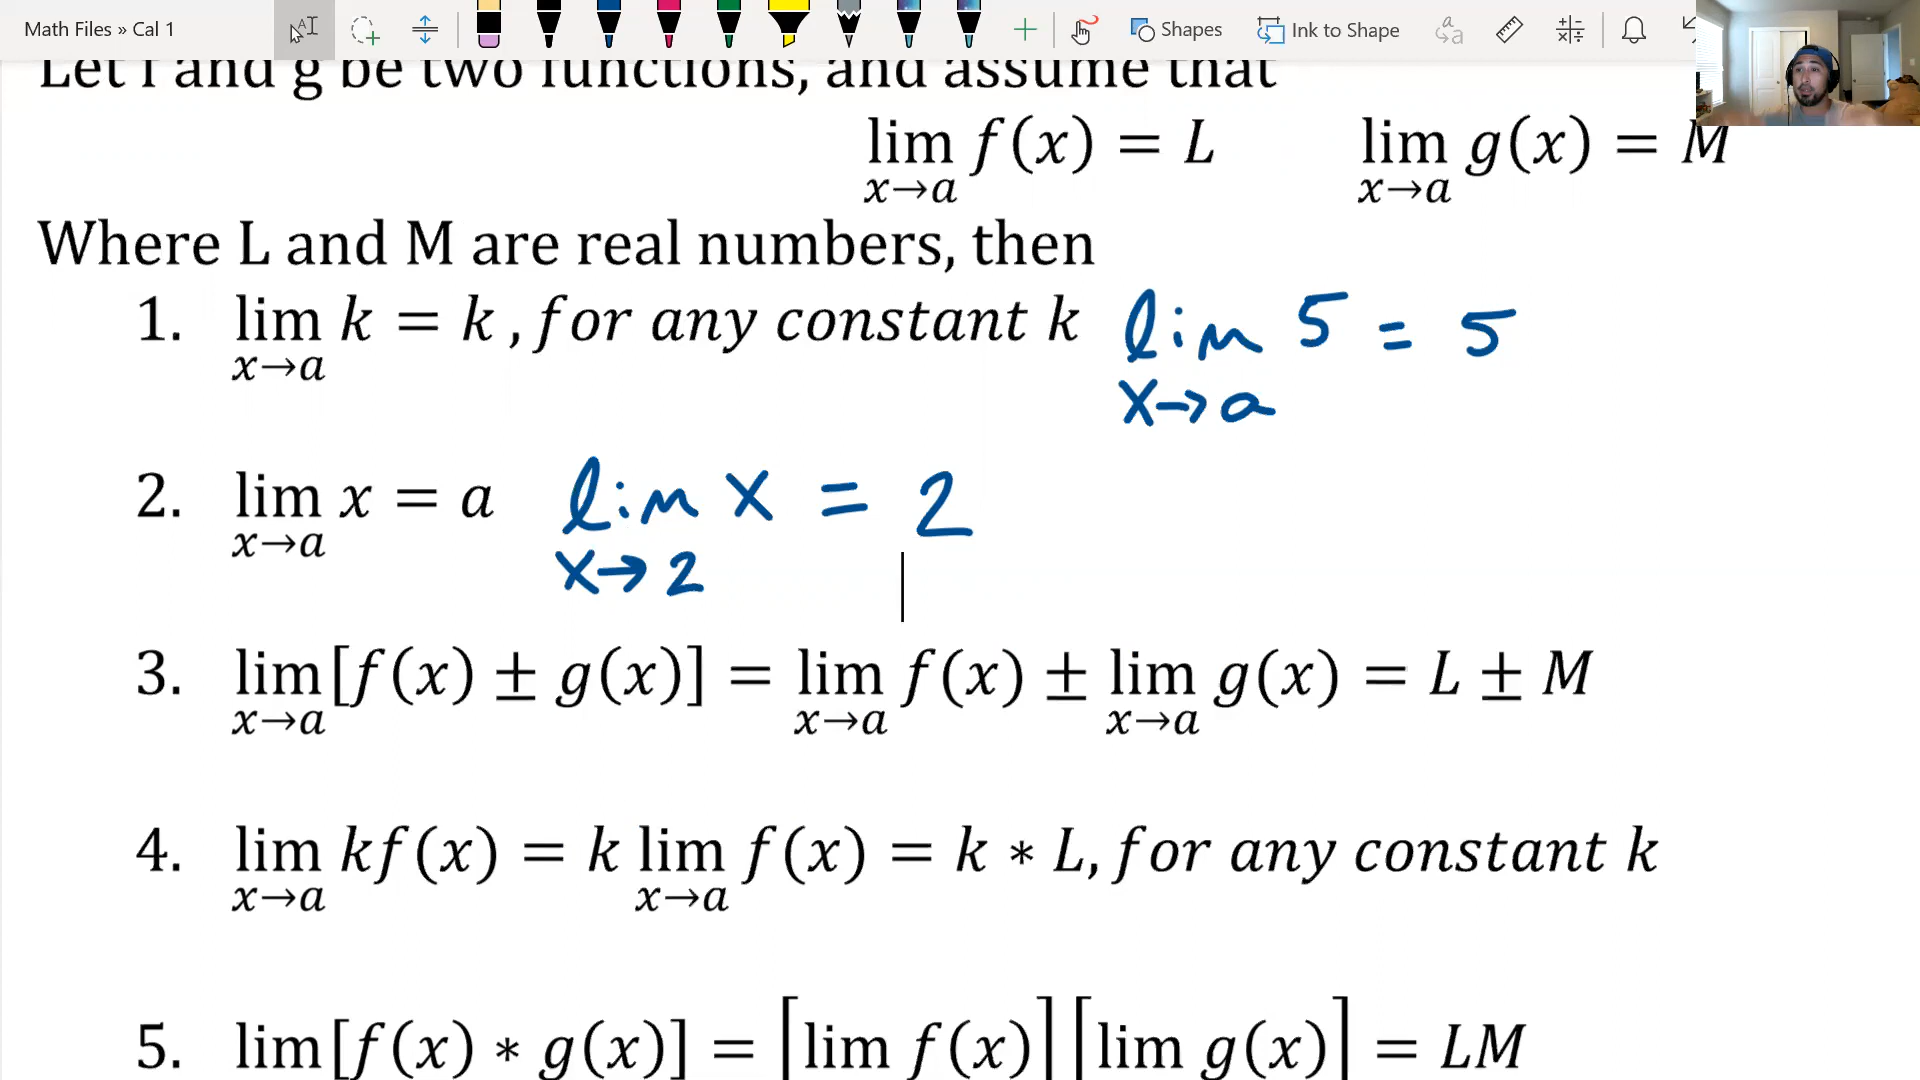 Math Files » Cal 1
Shapes
Ink to Shape
Let f and g be two functions, and assume that
lim x→a f(x) = L lim x→a g(x) = M
Where L and M are real numbers, then
1. lim x→a k = k , for any constant k lim x→a 5 = 5
2. lim x→a x = a lim x→2 x = 2
3. lim x→a [f(x) ± g(x)] = lim x→a f(x) ± lim x→a g(x) = L ± M
4. lim x→a kf(x) = k lim x→a f(x) = k * L, for any constant k
5. lim[f(x) * g(x)] = [lim f(x)] [lim g(x)] = LM